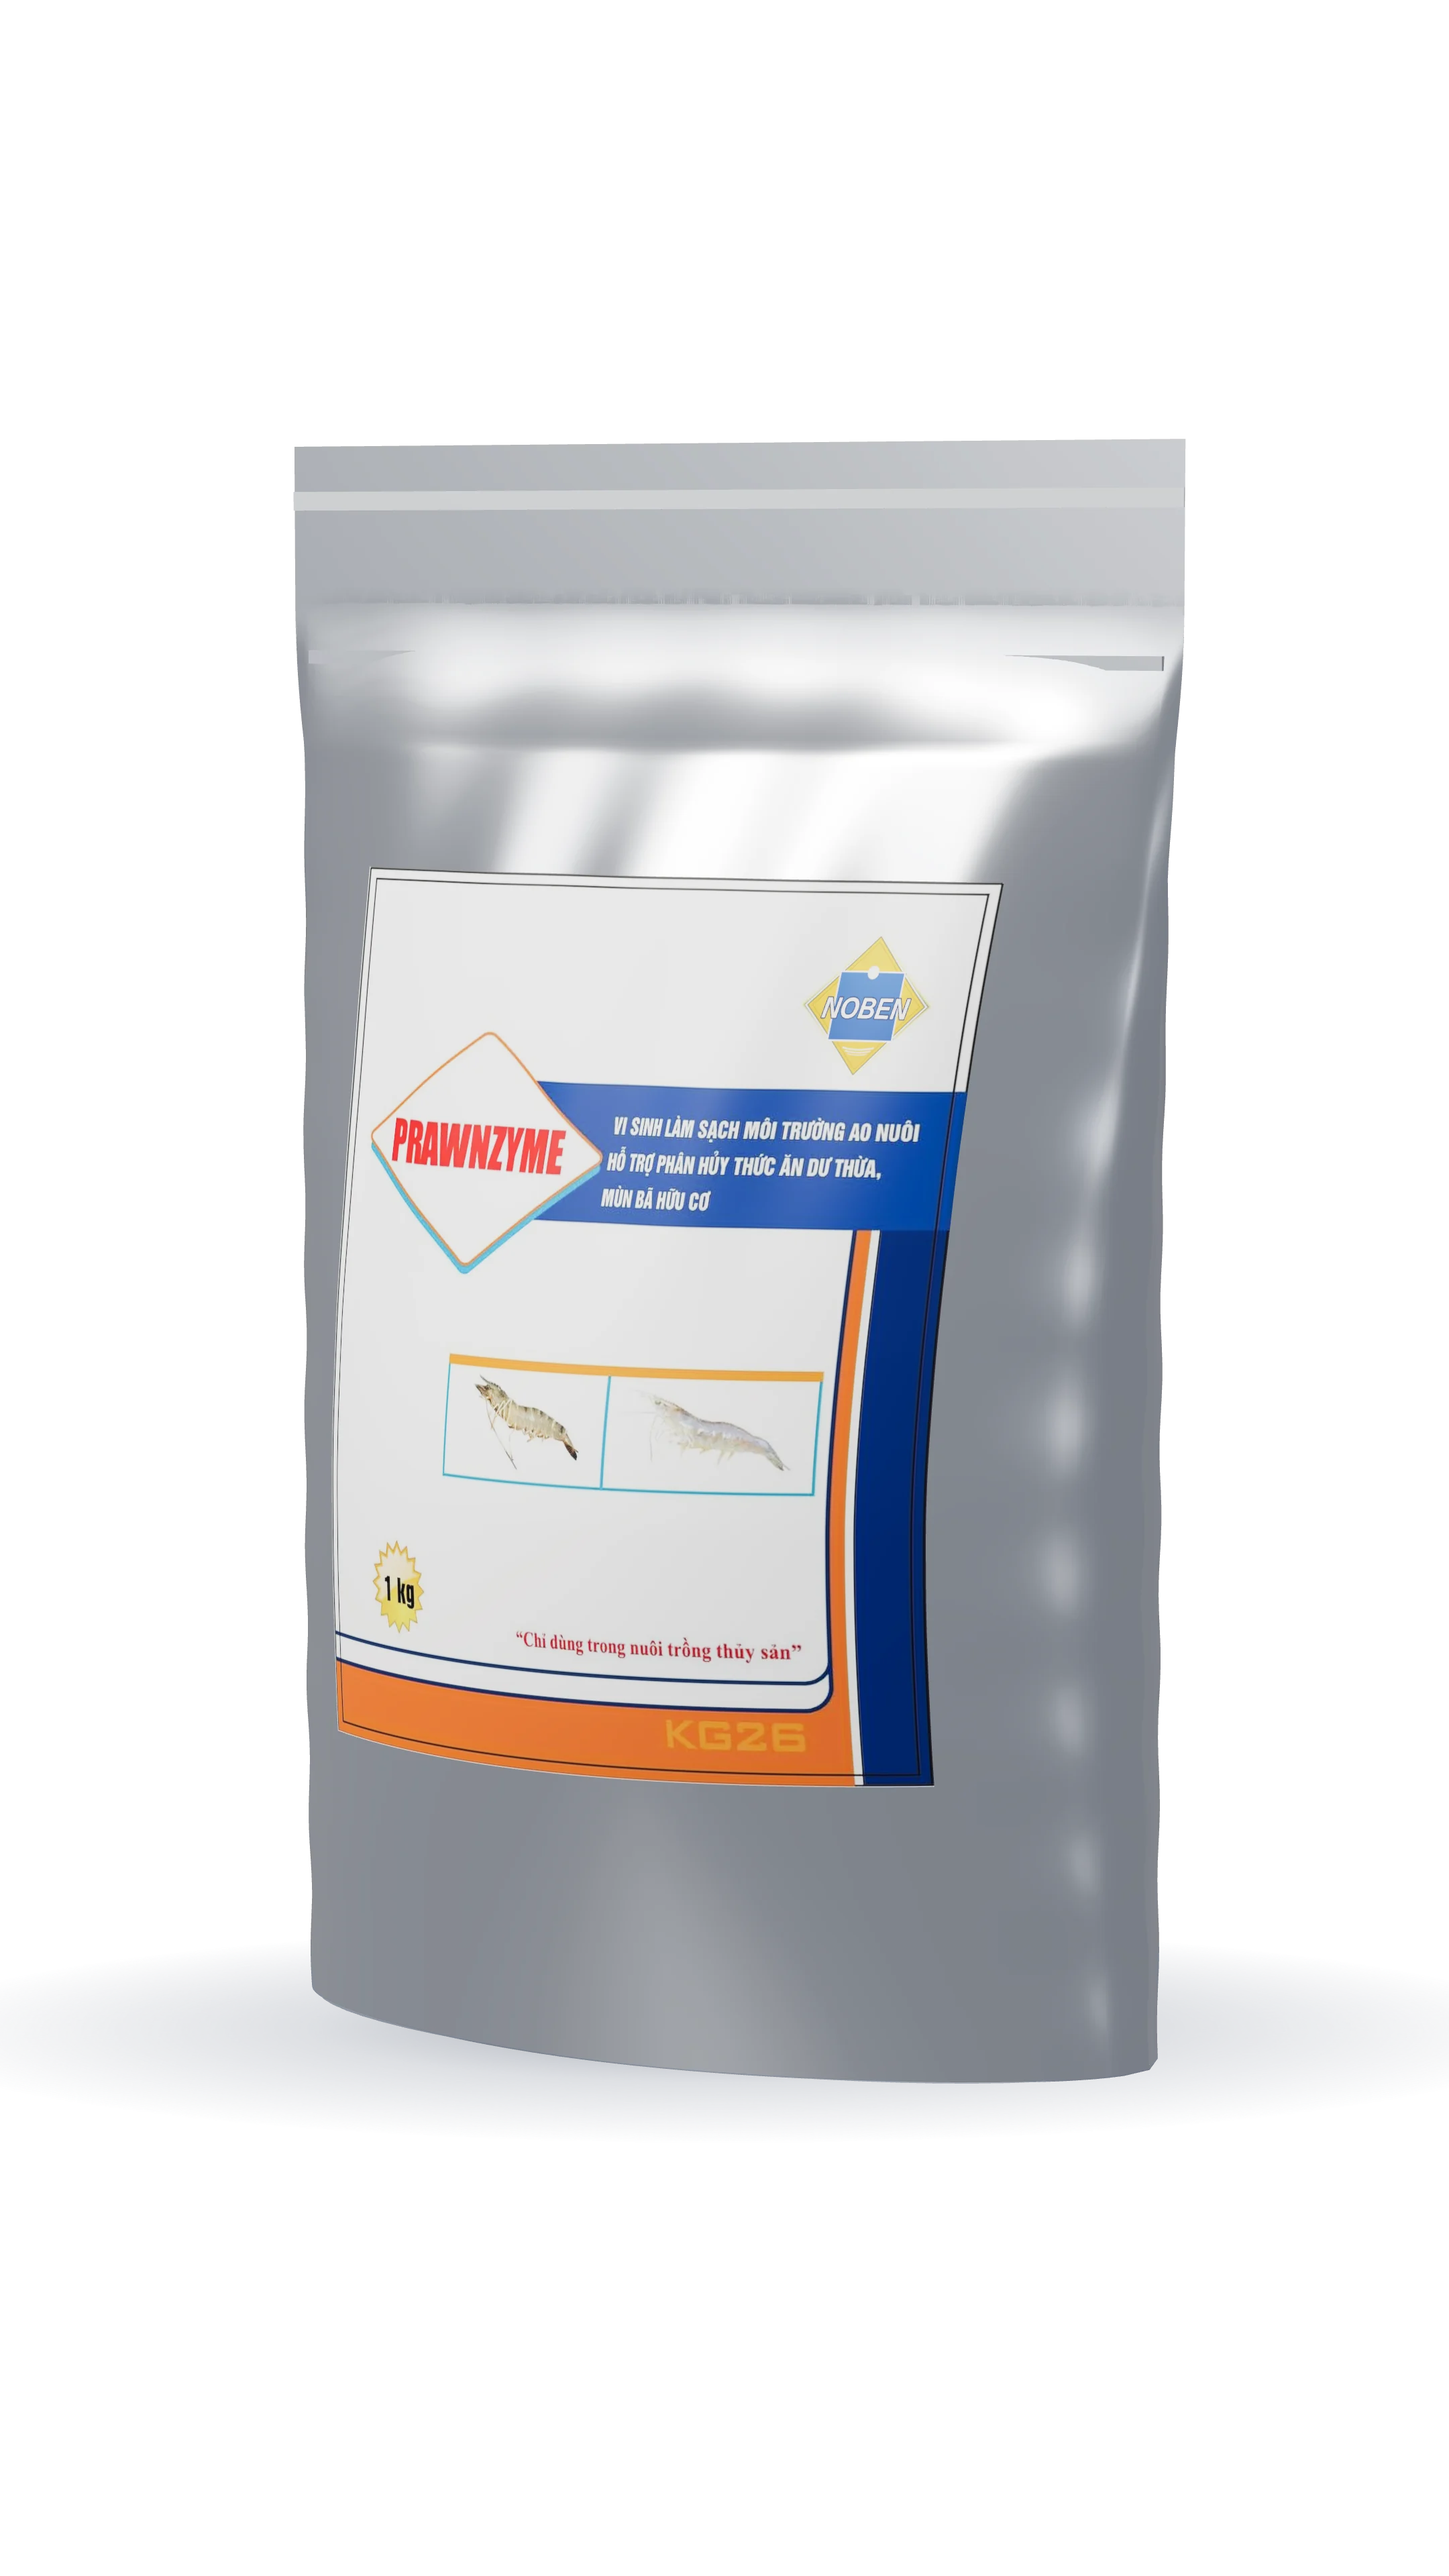 NOBEN
PRAWNZYME
VI SINH LÀM SẠCH MÔI TRƯỜNG AO NUÔI
HỖ TRỢ PHÂN HỦY THỨC ĂN DƯ THỪA,
MÙN BÃ HỮU CƠ
1 kg
“Chỉ dùng trong nuôi trồng thủy sản”
KG26